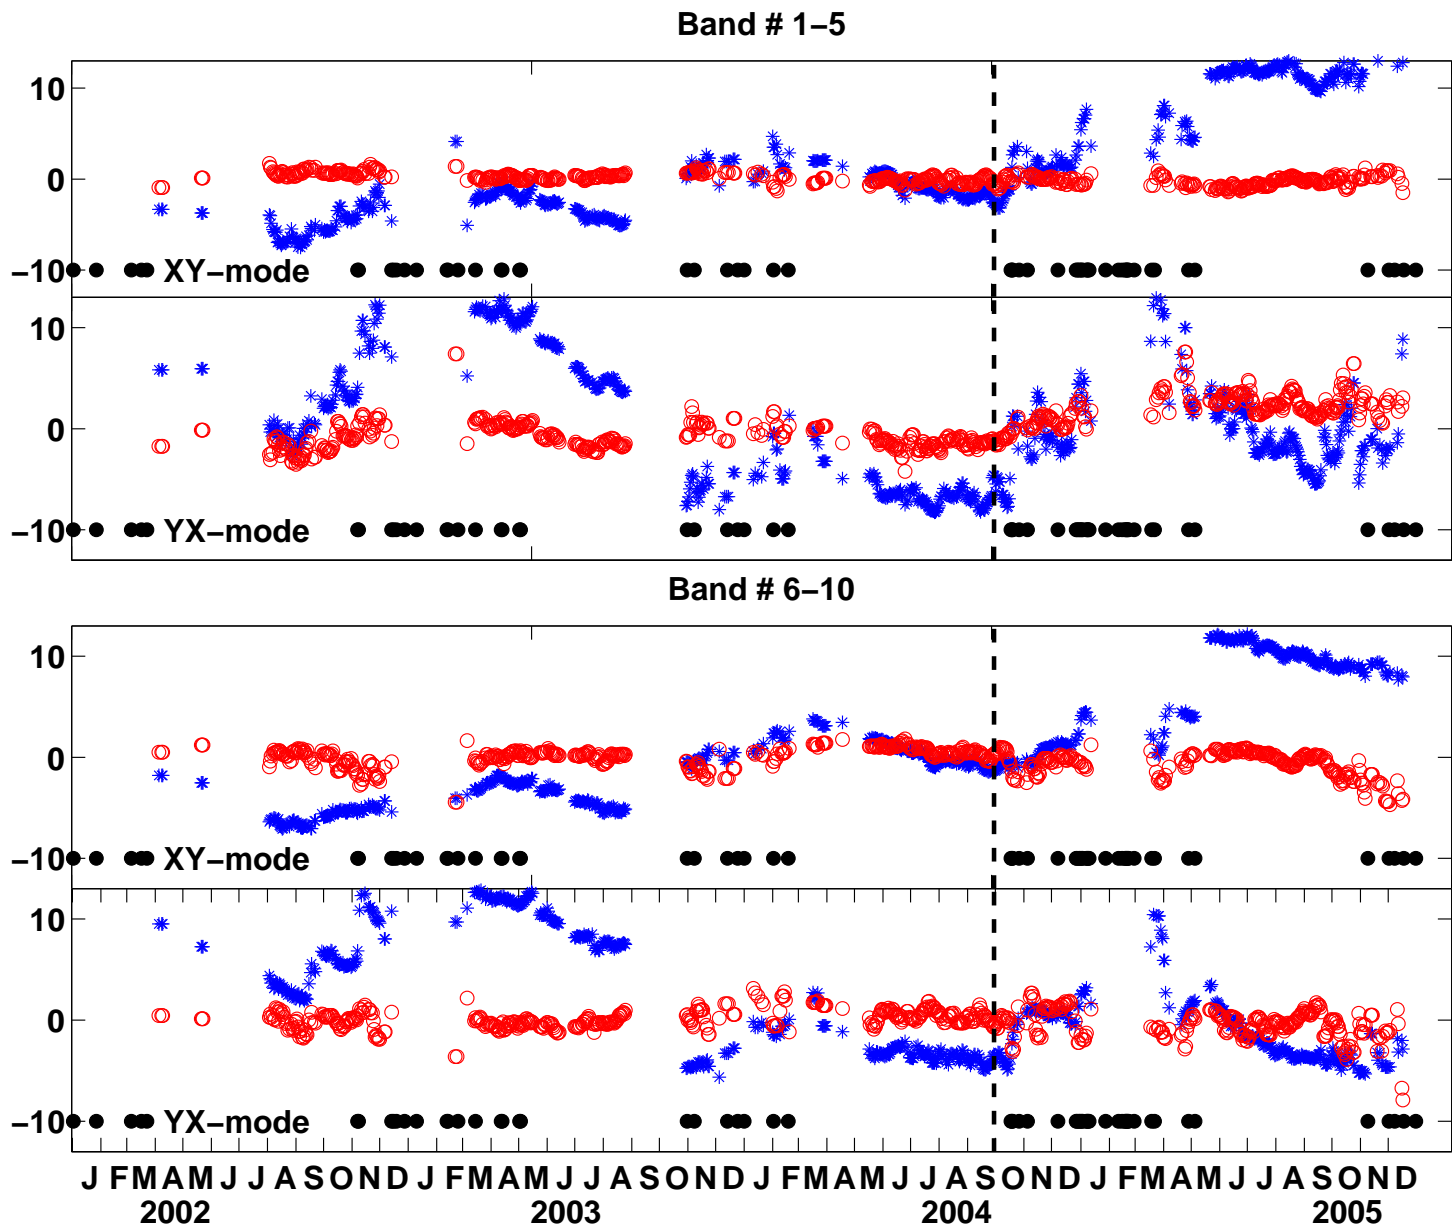 Band # 1–5
10
0
−10
XY−mode
10
0
−10
YX−mode
Band # 6–10
10
0
−10
XY−mode
10
0
−10
YX−mode
J F M A M J J A S O N D J F M A M J J A S O N D J F M A M J J A S O N D J F M A M J J A S O N D
2002 2003 2004 2005